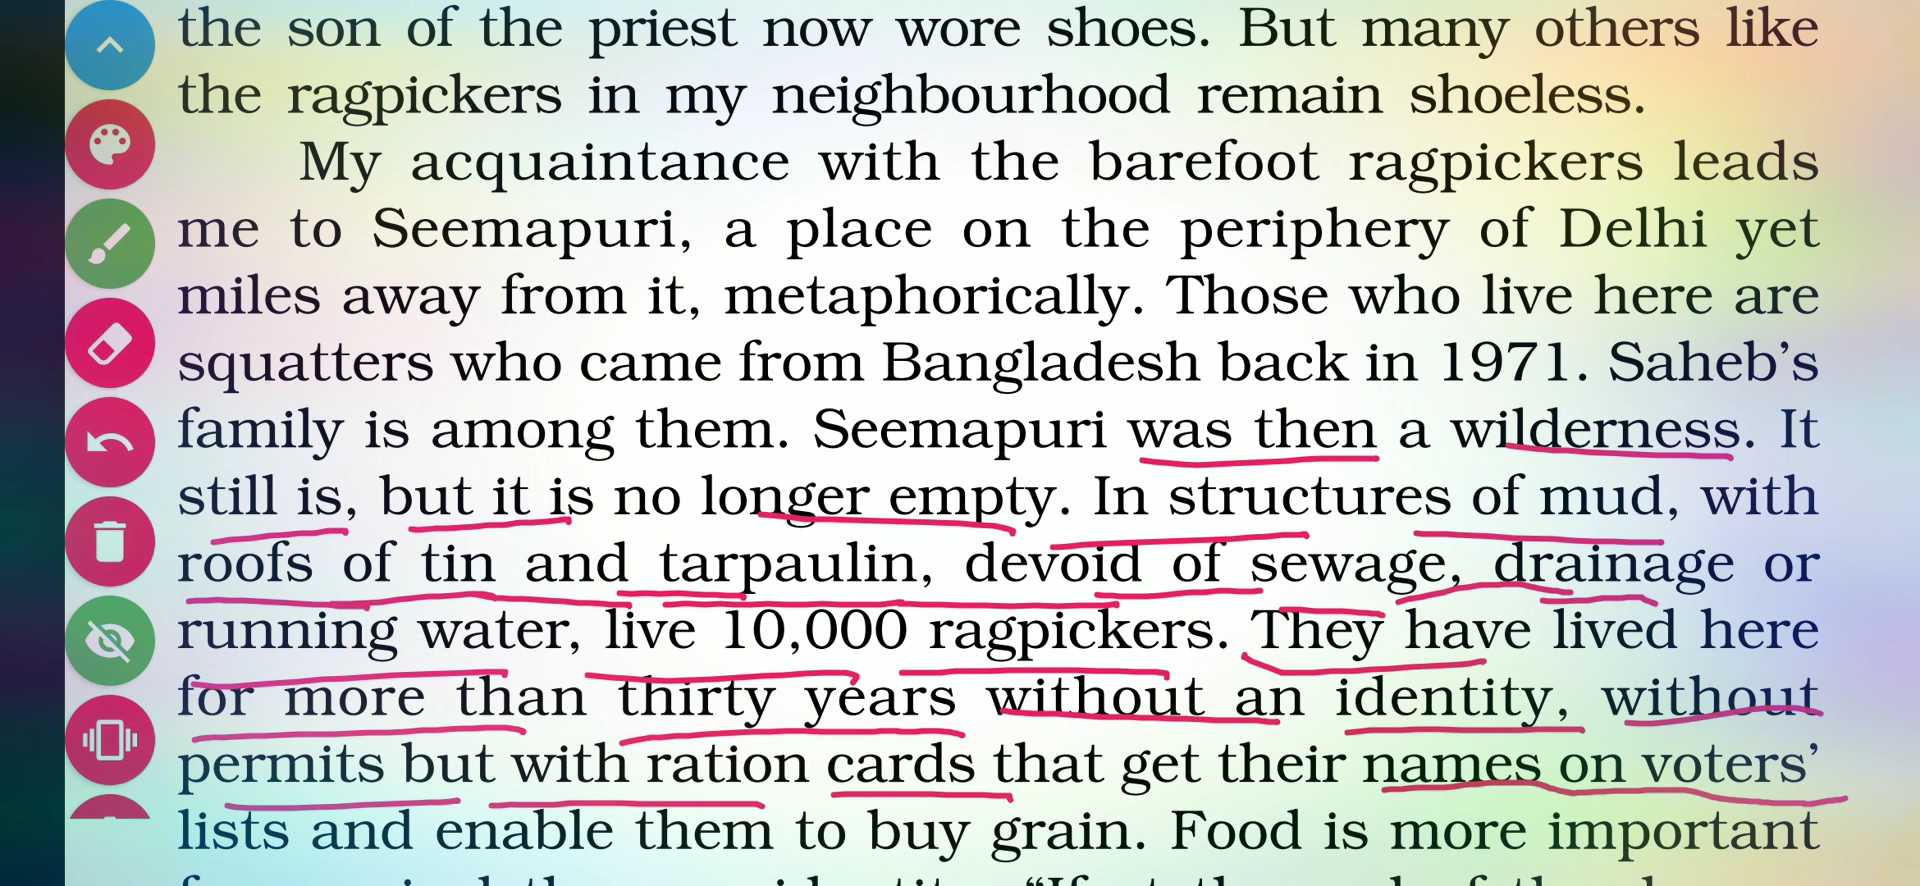 the son of the priest now wore shoes. But many others like
the ragpickers in my neighbourhood remain shoeless.
My acquaintance with the barefoot ragpickers leads
me to Seemapuri, a place on the periphery of Delhi yet
miles away from it, metaphorically. Those who live here are
squatters who came from Bangladesh back in 1971. Saheb’s
family is among them. Seemapuri was then a wilderness. It
still is, but it is no longer empty. In structures of mud, with
roofs of tin and tarpaulin, devoid of sewage, drainage or
running water, live 10,000 ragpickers. They have lived here
for more than thirty years without an identity, without
permits but with ration cards that get their names on voters’
lists and enable them to buy grain. Food is more important